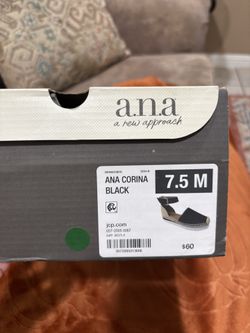 a.n.a
a new approach
ANA CORINA
BLACK
7.5 M
jcp.com
$60